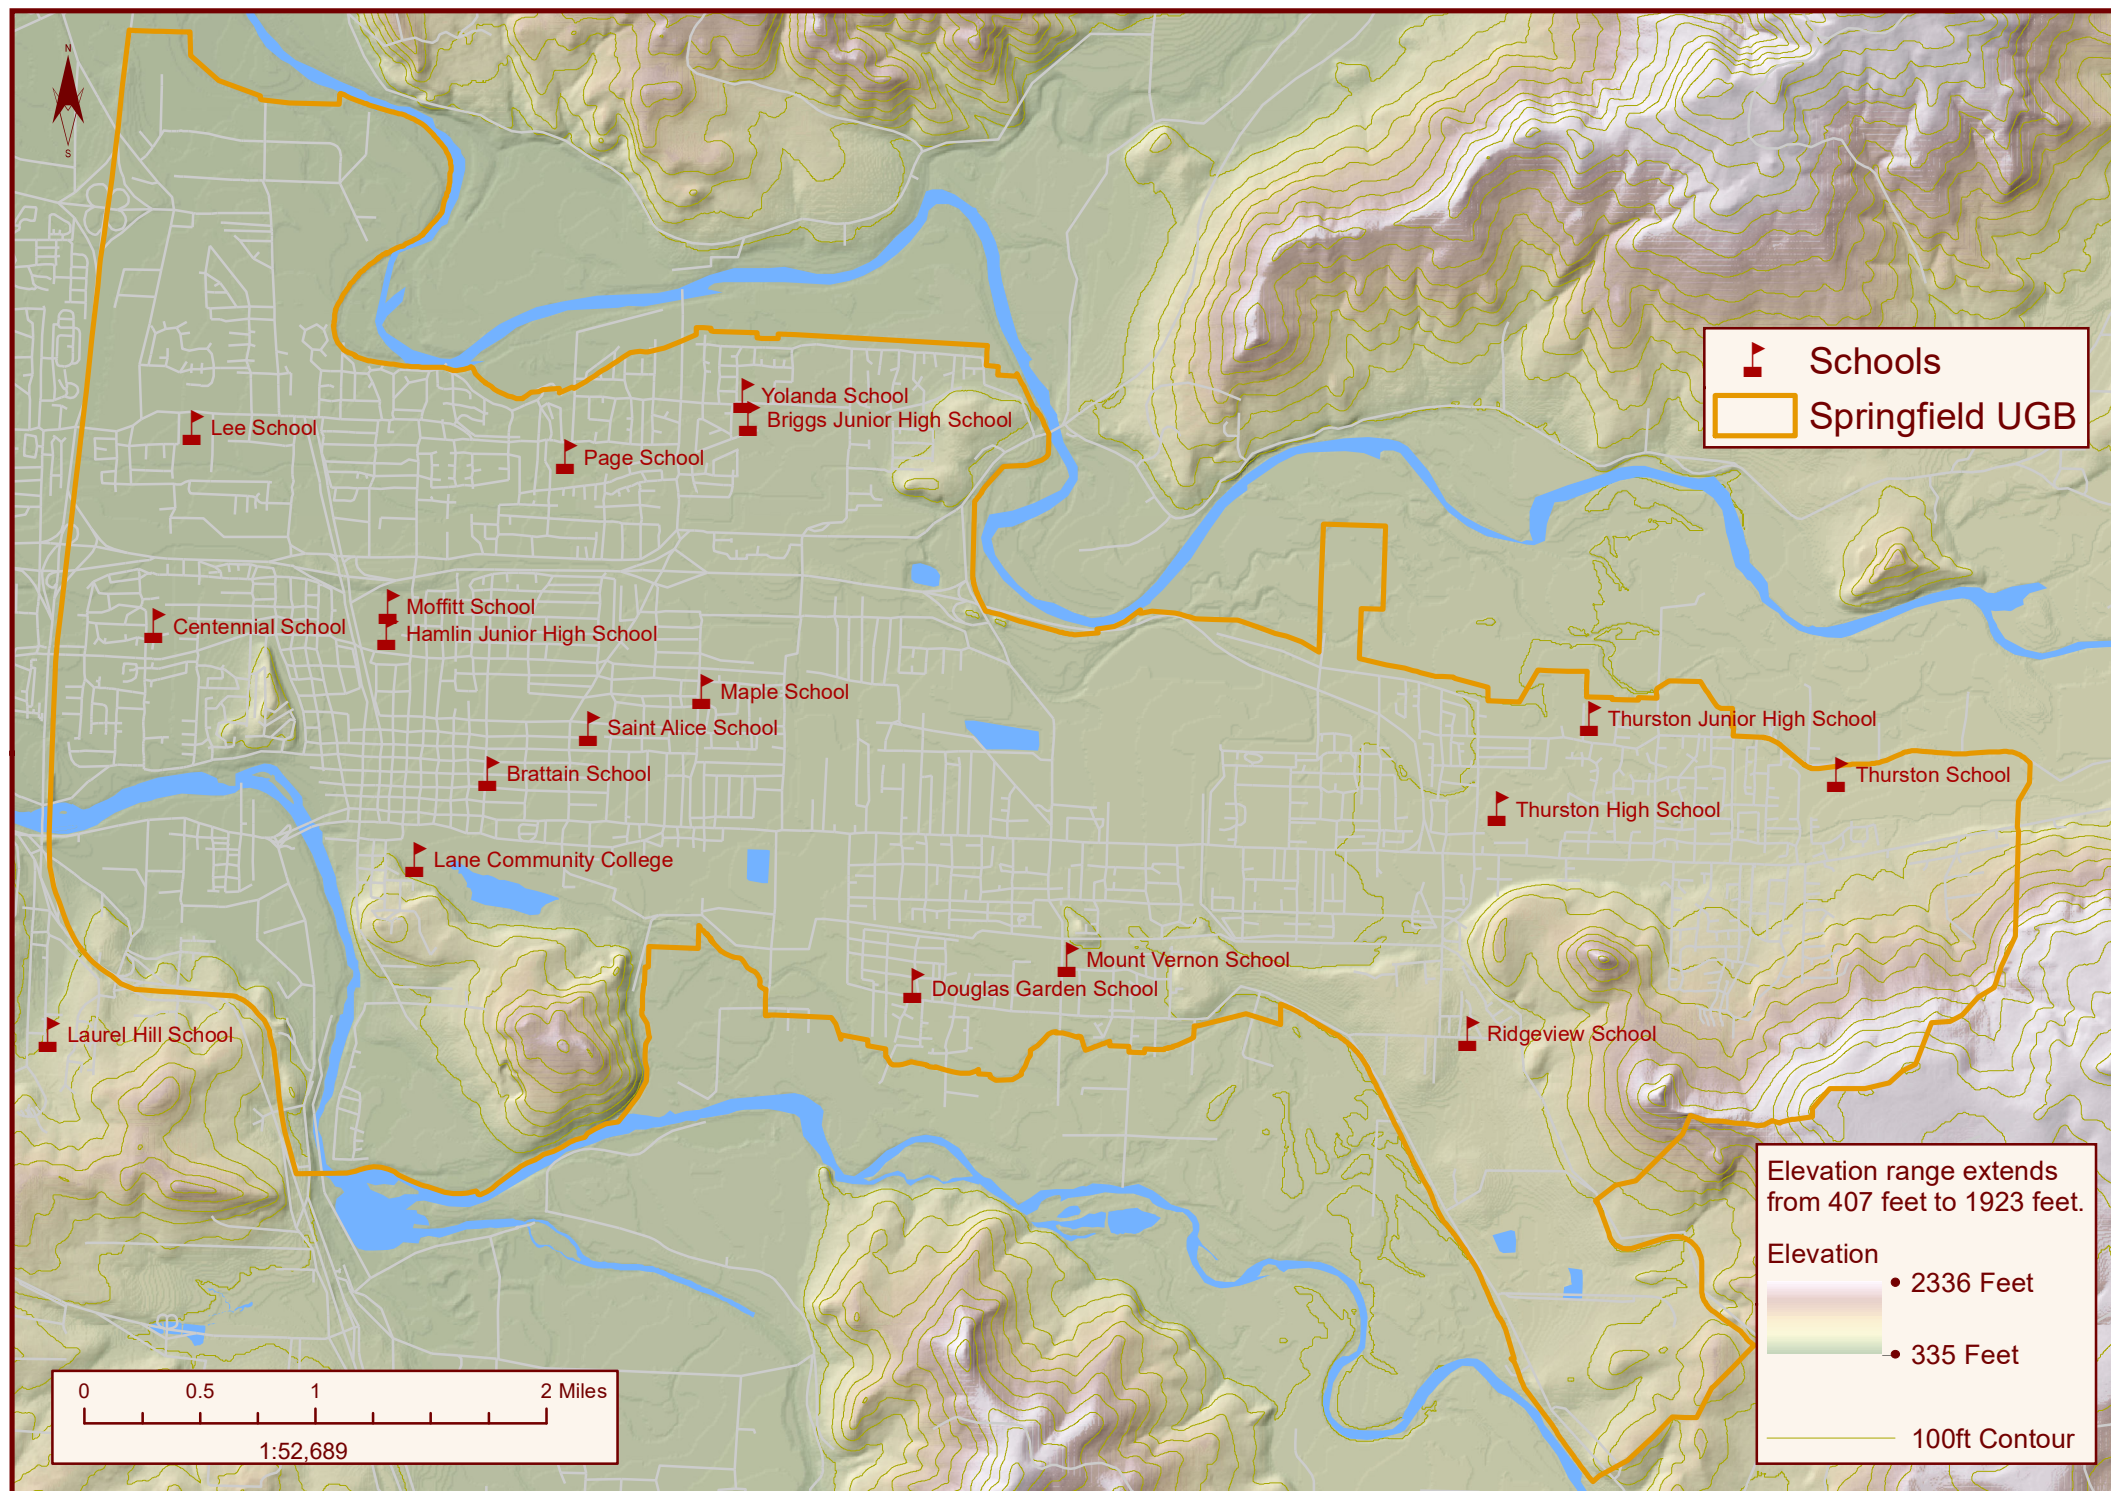 N
S
Schools
Springfield UGB
Yolanda School
Briggs Junior High School
Lee School
Page School
Moffitt School
Centennial School
Hamlin Junior High School
Maple School
Saint Alice School
Thurston Junior High School
Brattain School
Thurston School
Thurston High School
Lane Community College
Mount Vernon School
Douglas Garden School
Laurel Hill School
Ridgeview School
Elevation range extends
from 407 feet to 1923 feet.
Elevation
2336 Feet
335 Feet
100ft Contour
0 0.5 1 2 Miles
1:52,689